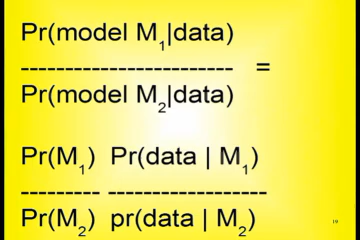 Pr(model M₁|data)
------------------------ =
Pr(model M₂|data)
Pr(M₁) Pr(data | M₁)
--------- ------------------
Pr(M₂) pr(data | M₂)
19